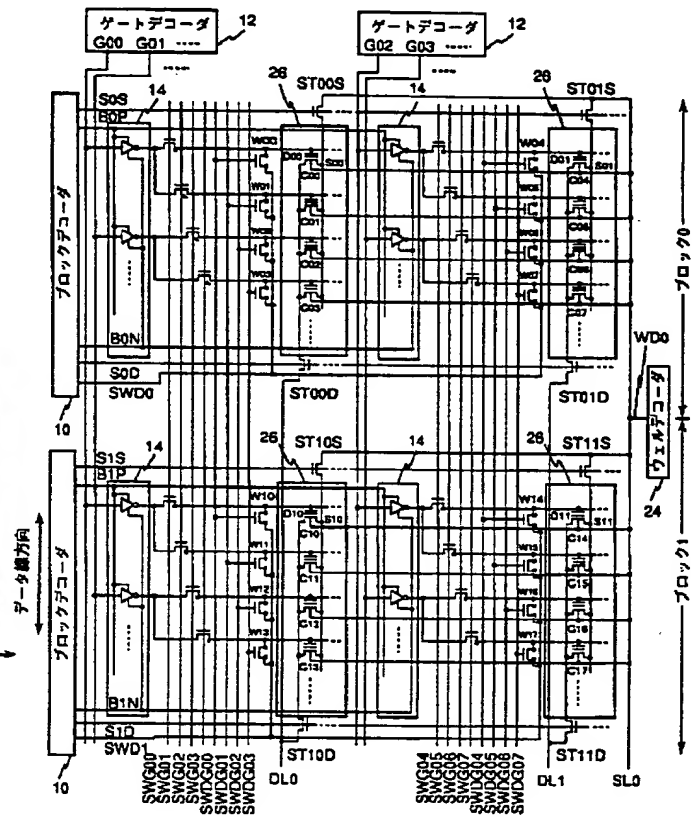 ゲートデコーダ
G00 G01 -----
12
ゲートデコーダ
G02 G03 -----
12
-----
-----
26
ST00S
26
ST01S
S0S
14
B0P
14
W00
D00
S00
C00
W01
C01
C02
W03
C03
W04
D01
S01
C04
C07
ブロックデコーダ
ブロック0
B0N
S0D
SWD0
10
ST00D
ST01D
WD0
ウェルデコーダ
24
S1S
14
B1P
26
ST10S
14
26
ST11S
W10
D10
S10
C10
W11
C11
W12
C12
W13
C13
W14
D11
S11
C14
W15
C15
W16
C16
W17
C17
データ線方向
ブロックデコーダ
ブロック1
B1N
S1D
SWD1
10
ST10D
ST11D
SWG00
SWG01
SWG02
SWG03
SWDG00
SWDG01
SWDG02
SWDG03
DL0
SWG04
SWG05
SWG06
SWG07
SWDG04
SWDG05
SWDG06
SWDG07
DL1
SL0